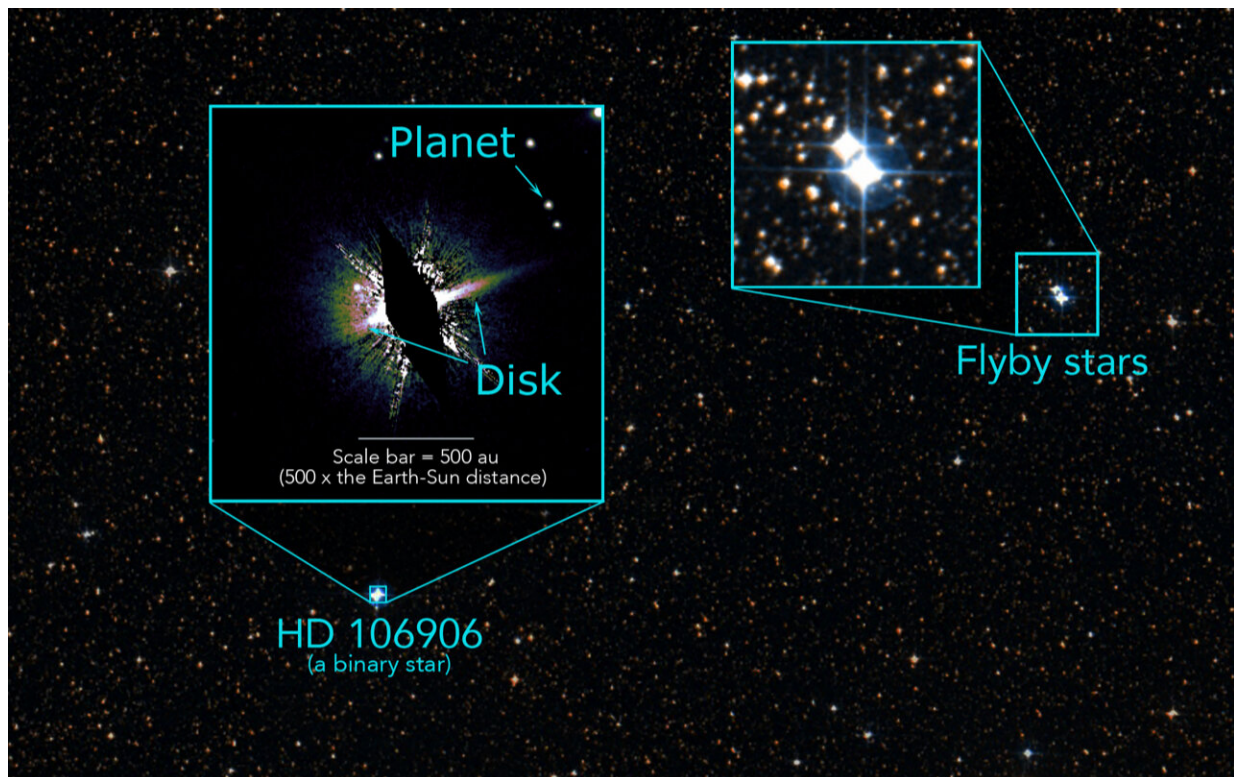 Planet
Disk
Scale bar = 500 au
(500 x the Earth-Sun distance)
Flyby stars
HD 106906
(a binary star)